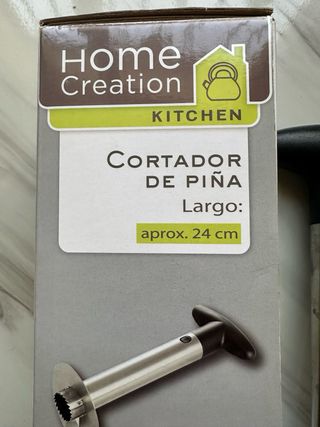 Home
Creation
KITCHEN
CORTADOR
DE PIÑA
Largo:
aprox. 24 cm